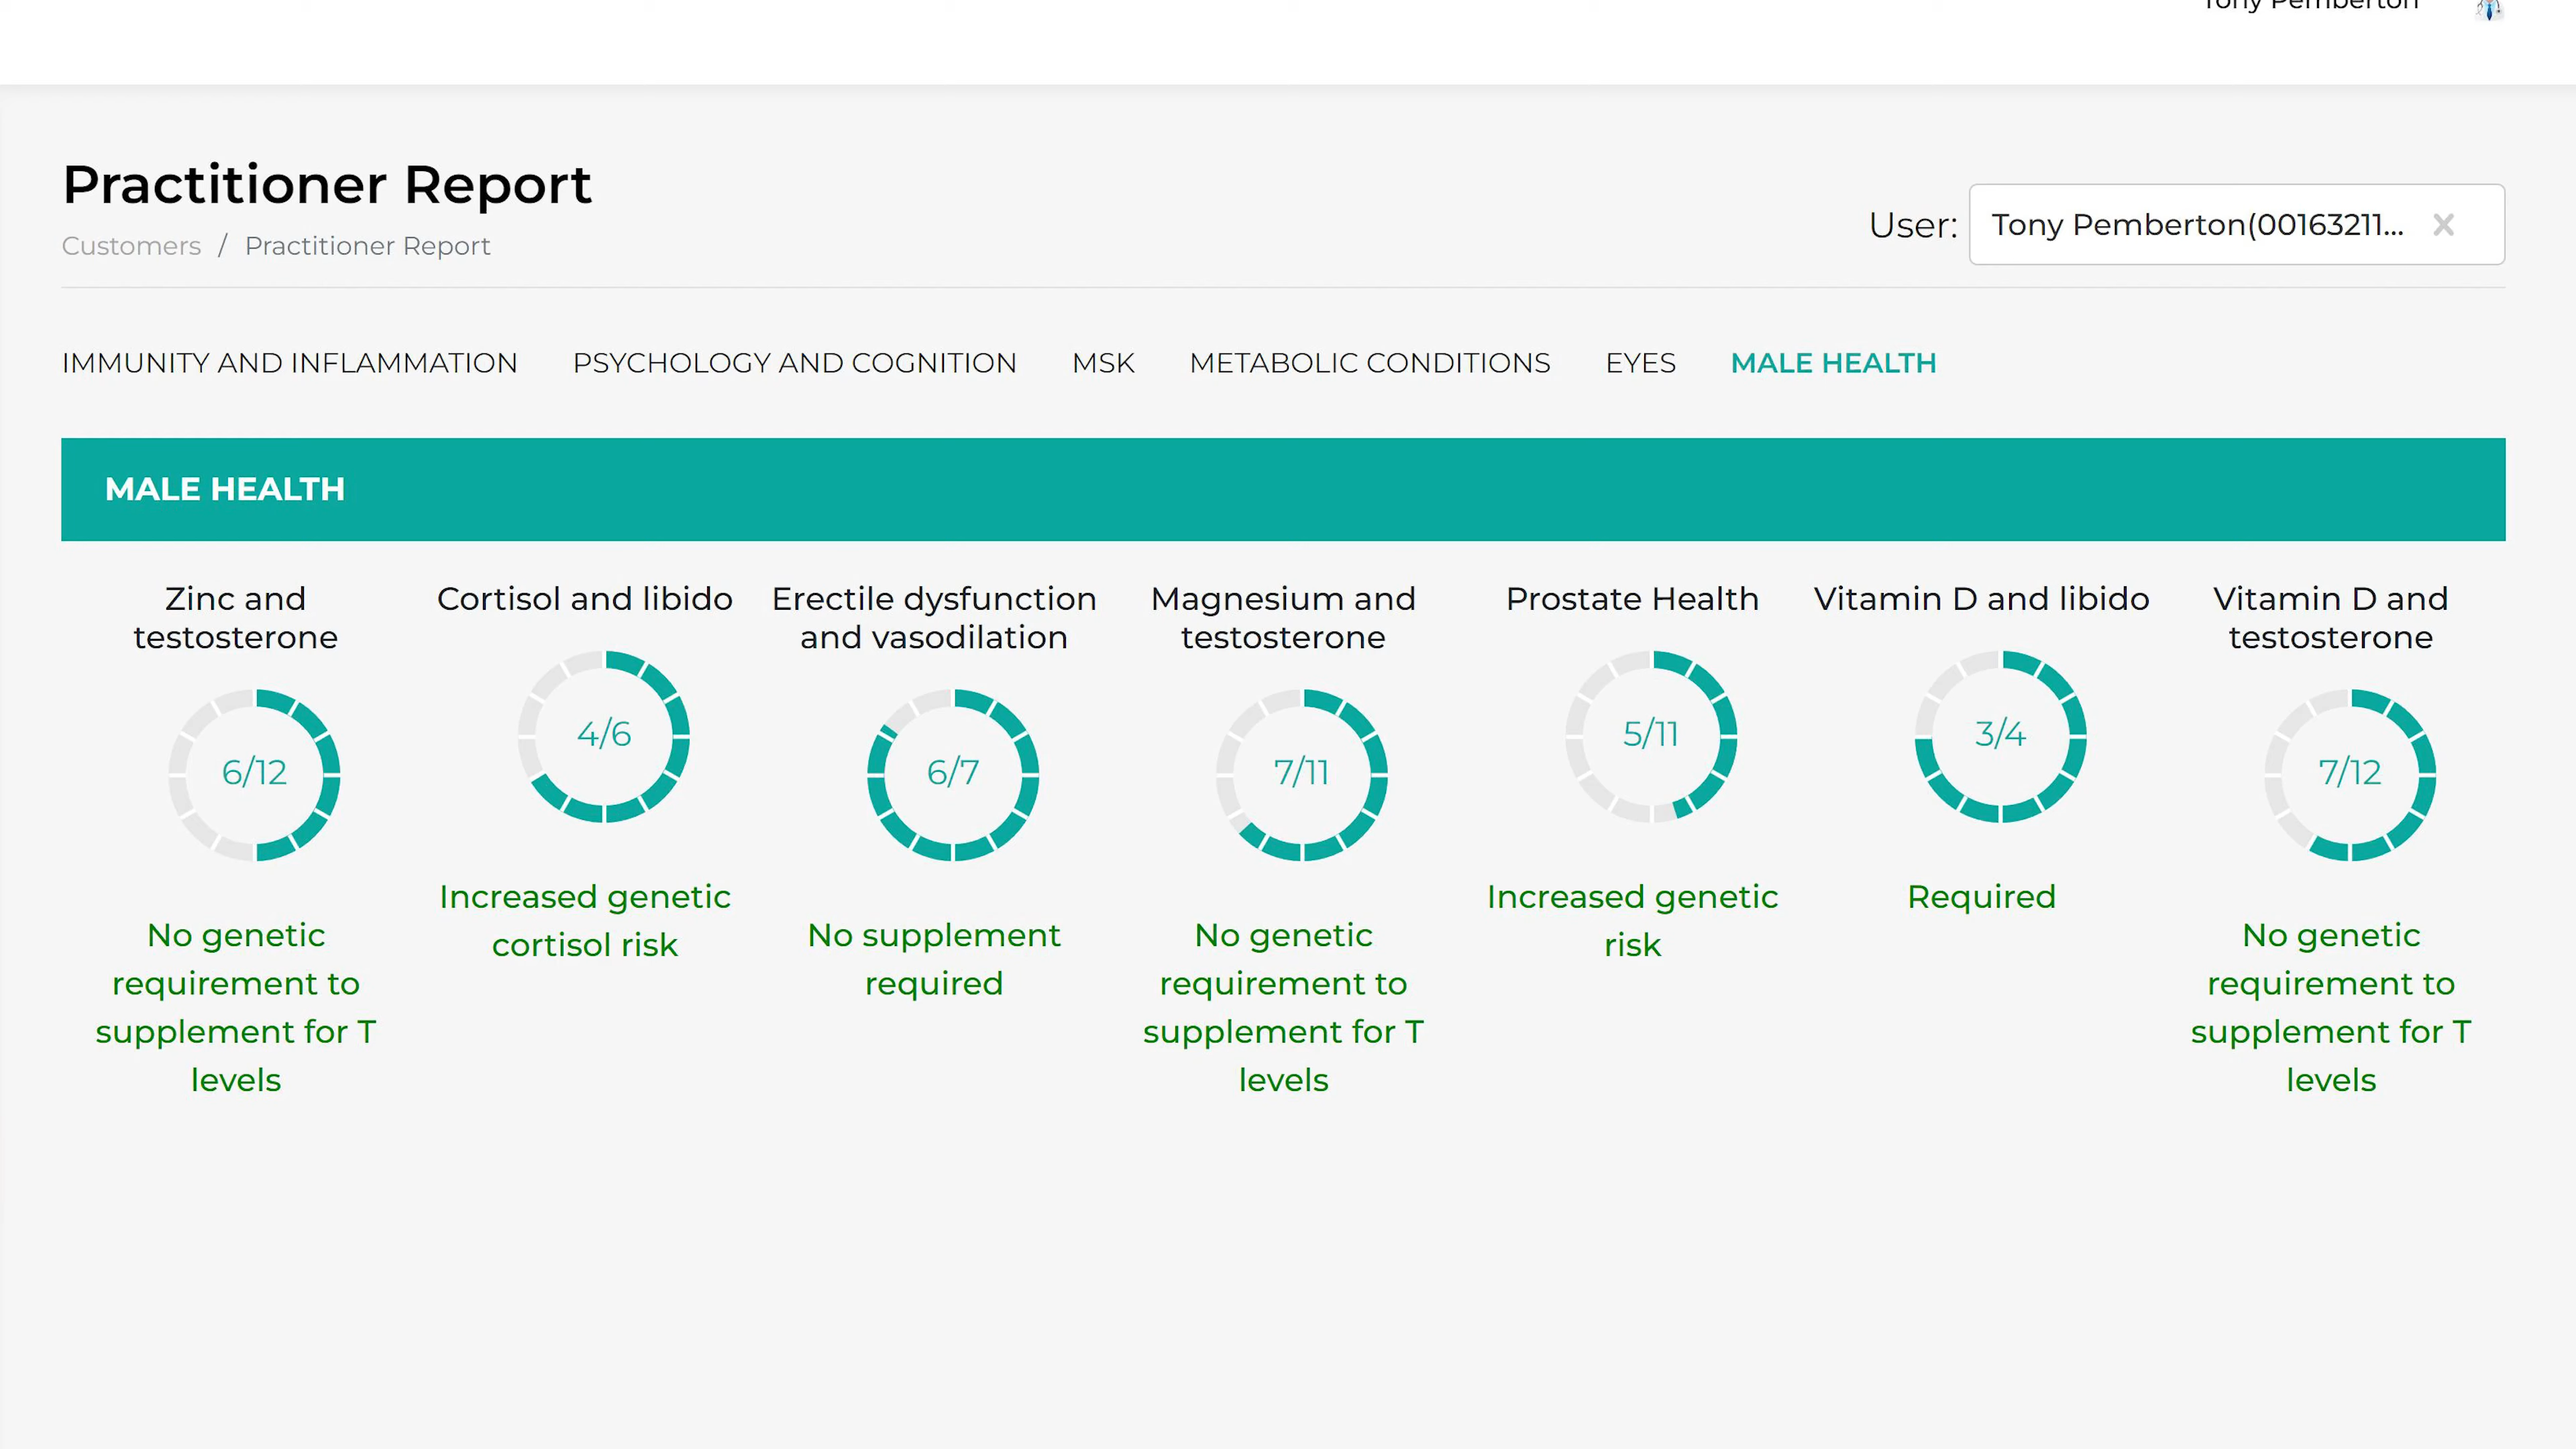 Tony Pemberton
Practitioner Report
Customers / Practitioner Report
User: Tony Pemberton(00163211...
IMMUNITY AND INFLAMMATION PSYCHOLOGY AND COGNITION MSK METABOLIC CONDITIONS EYES MALE HEALTH
MALE HEALTH
Zinc and
testosterone
6/12
No genetic
requirement to
supplement for T
levels
Cortisol and libido
4/6
Increased genetic
cortisol risk
Erectile dysfunction
and vasodilation
6/7
No supplement
required
Magnesium and
testosterone
7/11
No genetic
requirement to
supplement for T
levels
Prostate Health
5/11
Increased genetic
risk
Vitamin D and libido
3/4
Required
Vitamin D and
testosterone
7/12
No genetic
requirement to
supplement for T
levels